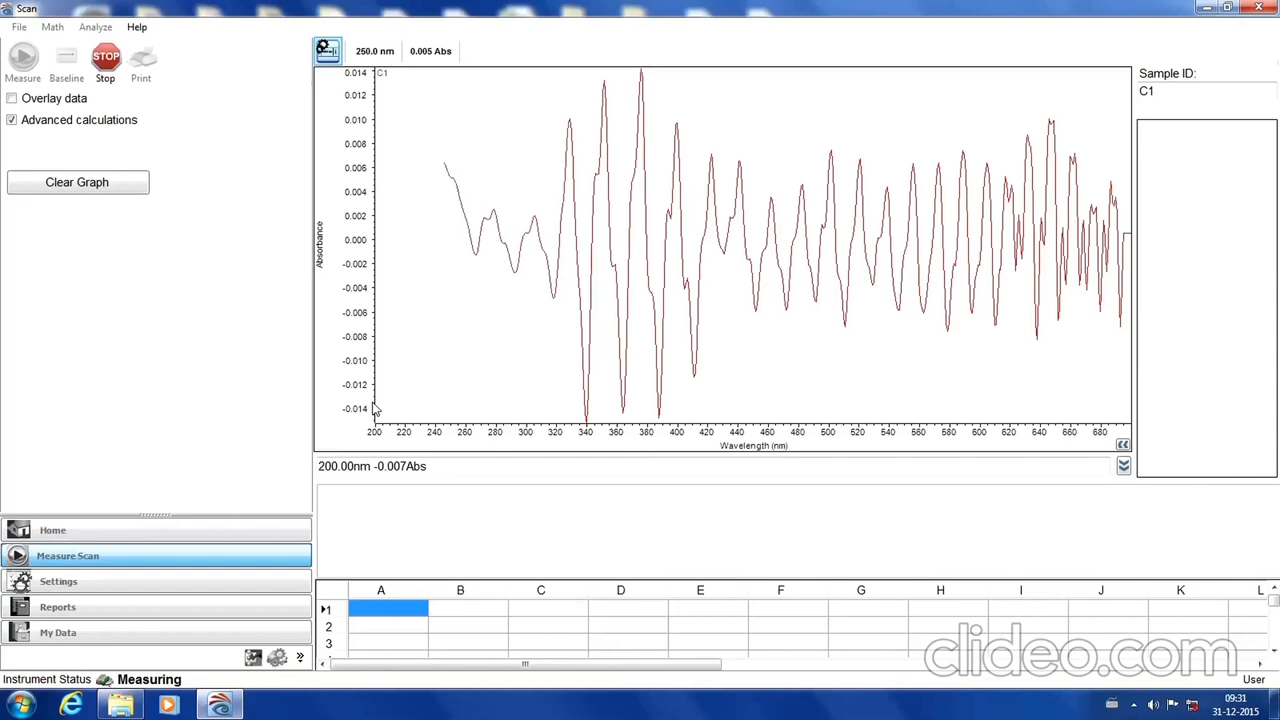 Scan
File Math Analyze Help
Measure Baseline Stop Print
STOP
Overlay data
Advanced calculations
Clear Graph
250.0 nm 0.005 Abs
C1
0.014
0.012
0.010
0.008
0.006
0.004
0.002
0.000
-0.002
-0.004
-0.006
-0.008
-0.010
-0.012
-0.014
Absorbance
200 220 240 260 280 300 320 340 360 380 400 420 440 460 480 500 520 540 560 580 600 620 640 660 680
Wavelength (nm)
200.00nm -0.007Abs
Sample ID:
C1
Home
Measure Scan
Settings
Reports
My Data
A B C D E F G H I J K L
1
2
3
clideo.com
Instrument Status Measuring User
09:31
31-12-2015